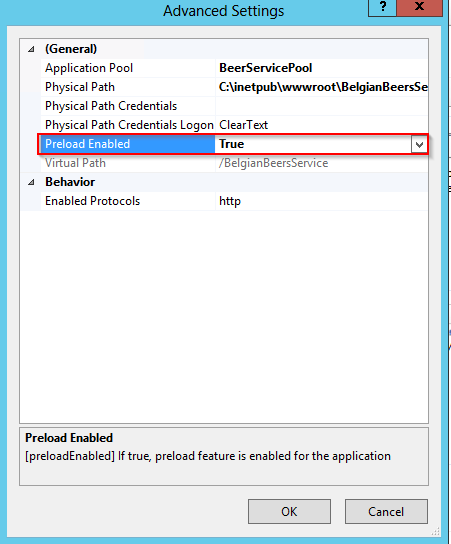 Advanced Settings
? X
(General)
Application Pool BeerServicePool
Physical Path C:\inetpub\wwwroot\BelgianBeersSe
Physical Path Credentials
Physical Path Credentials Logon ClearText
Preload Enabled True
Virtual Path /BelgianBeersService
Behavior
Enabled Protocols http
Preload Enabled
[preloadEnabled] If true, preload feature is enabled for the application
OK Cancel